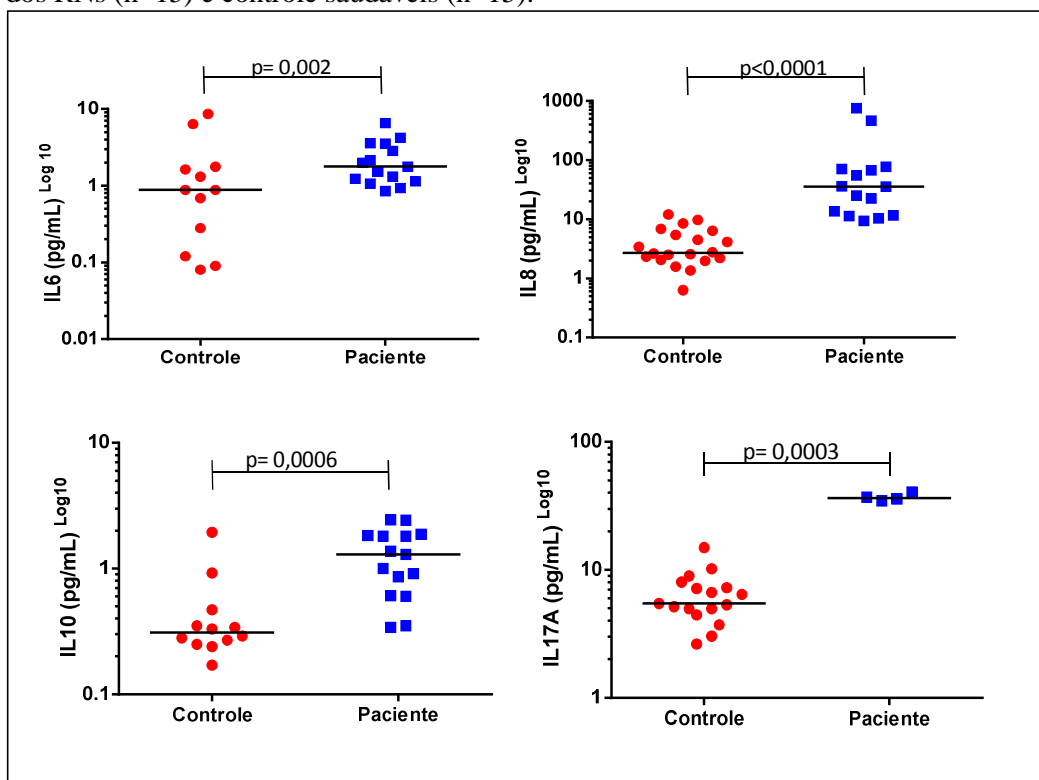 dos RNs (n=15) e controle saudáveis (n=15).
p= 0,002
IL6 (pg/mL) Log 10
10
1
0.1
0.01
Controle
Paciente
p<0,0001
IL8 (pg/mL) Log10
1000
100
10
1
0.1
Controle
Paciente
p= 0,0006
IL10 (pg/mL) Log10
10
1
0.1
Controle
Paciente
p= 0,0003
IL17A (pg/mL) Log10
100
10
1
Controle
Paciente